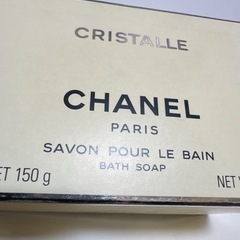 CRISTALLE
CHANEL
PARIS
SAVON POUR LE BAIN
BATH SOAP
ET 150 g NET